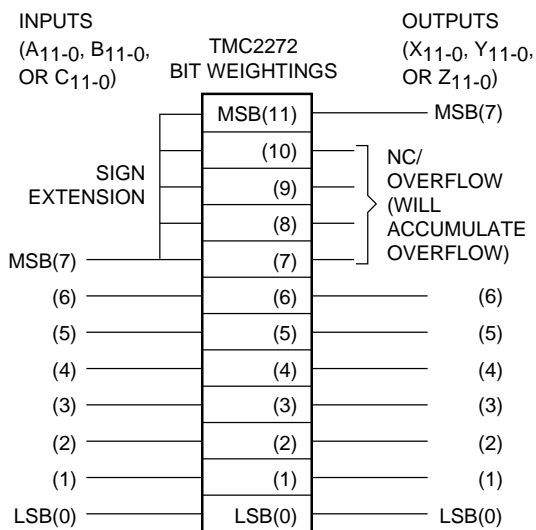 INPUTS
(A11-0, B11-0,
OR C11-0)
TMC2272
BIT WEIGHTINGS
OUTPUTS
(X11-0, Y11-0,
OR Z11-0)
MSB(11)
MSB(7)
SIGN
EXTENSION
(10)
(9)
(8)
(7)
NC/
OVERFLOW
(WILL
ACCUMULATE
OVERFLOW)
MSB(7)
(6) (6) (6)
(5) (5) (5)
(4) (4) (4)
(3) (3) (3)
(2) (2) (2)
(1) (1) (1)
LSB(0) LSB(0) LSB(0)